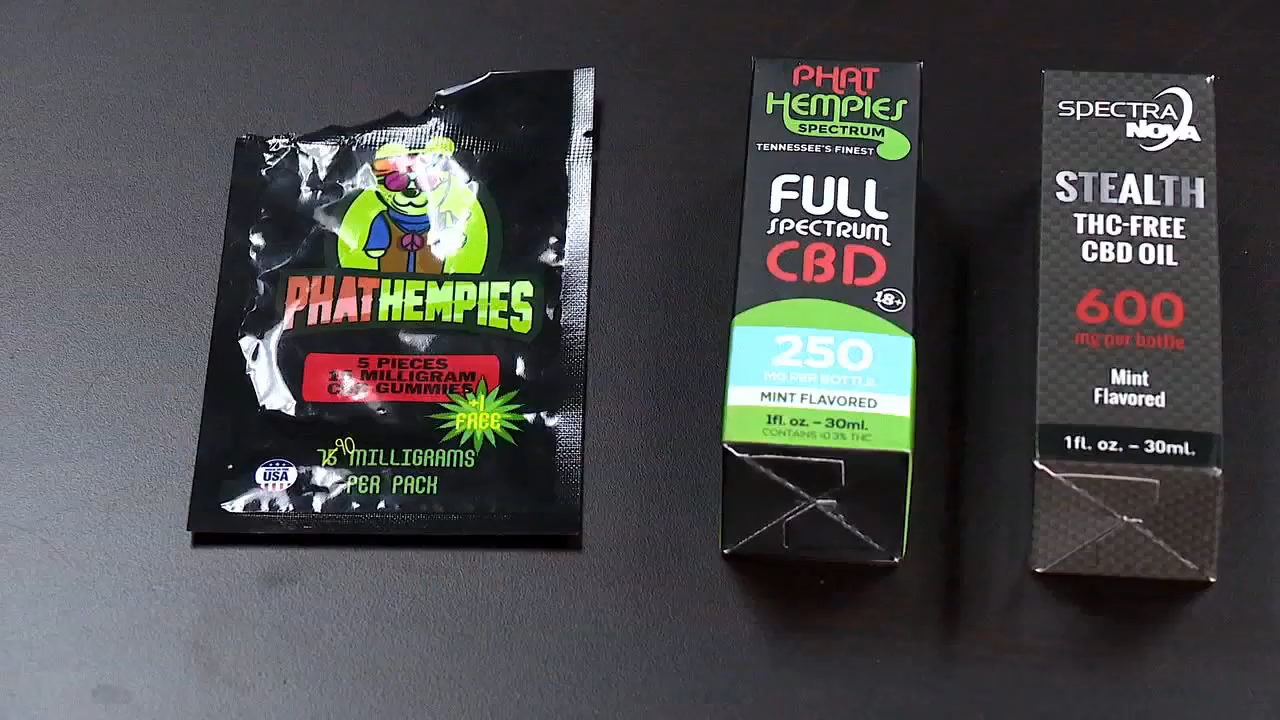 PHATHEMPIES
5 PIECES
15 MILLIGRAM
CBD GUMMIES
+1
FREE
75 90 MILLIGRAMS
PER PACK
USA
PHAT
HEMPIES
SPECTRUM
TENNESSEE'S FINEST
FULL
SPECTRUM
CBD
18+
250
MG PER BOTTLE
MINT FLAVORED
1fl. oz. – 30ml.
CONTAINS <0.3% THC
SPECTRA
NOVA
STEALTH
THC-FREE
CBD OIL
600
mg per bottle
Mint
Flavored
1fl. oz. – 30ml.